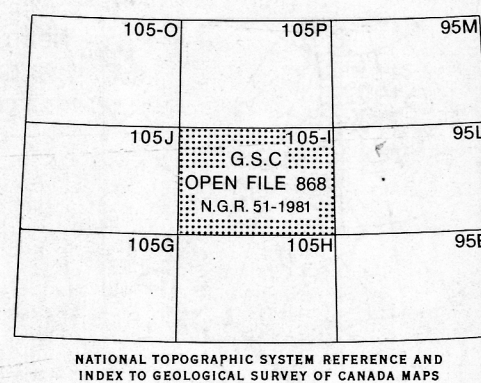 105-O 105P 95M
105J 105-I 95L
G.S.C
OPEN FILE 868
N.G.R. 51-1981
105G 105H
NATIONAL TOPOGRAPHIC SYSTEM REFERENCE AND
INDEX TO GEOLOGICAL SURVEY OF CANADA MAPS